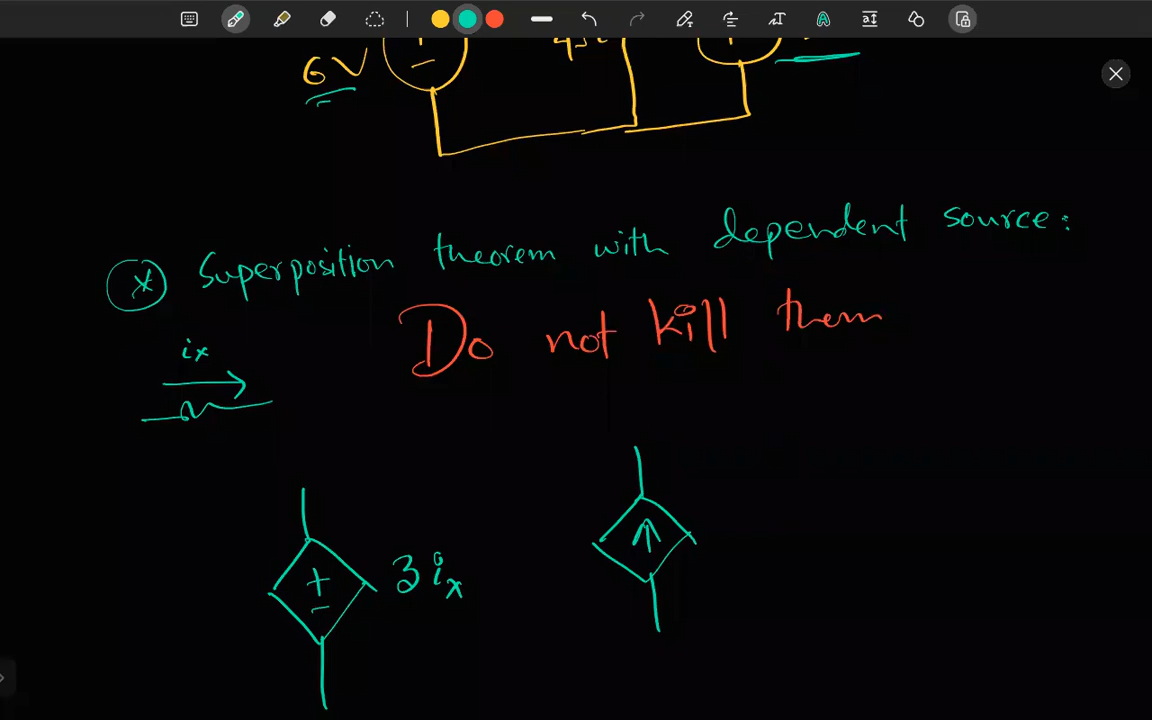 6V
Superposition theorem with dependent source:
Do not kill them
ix
+
-
3ix